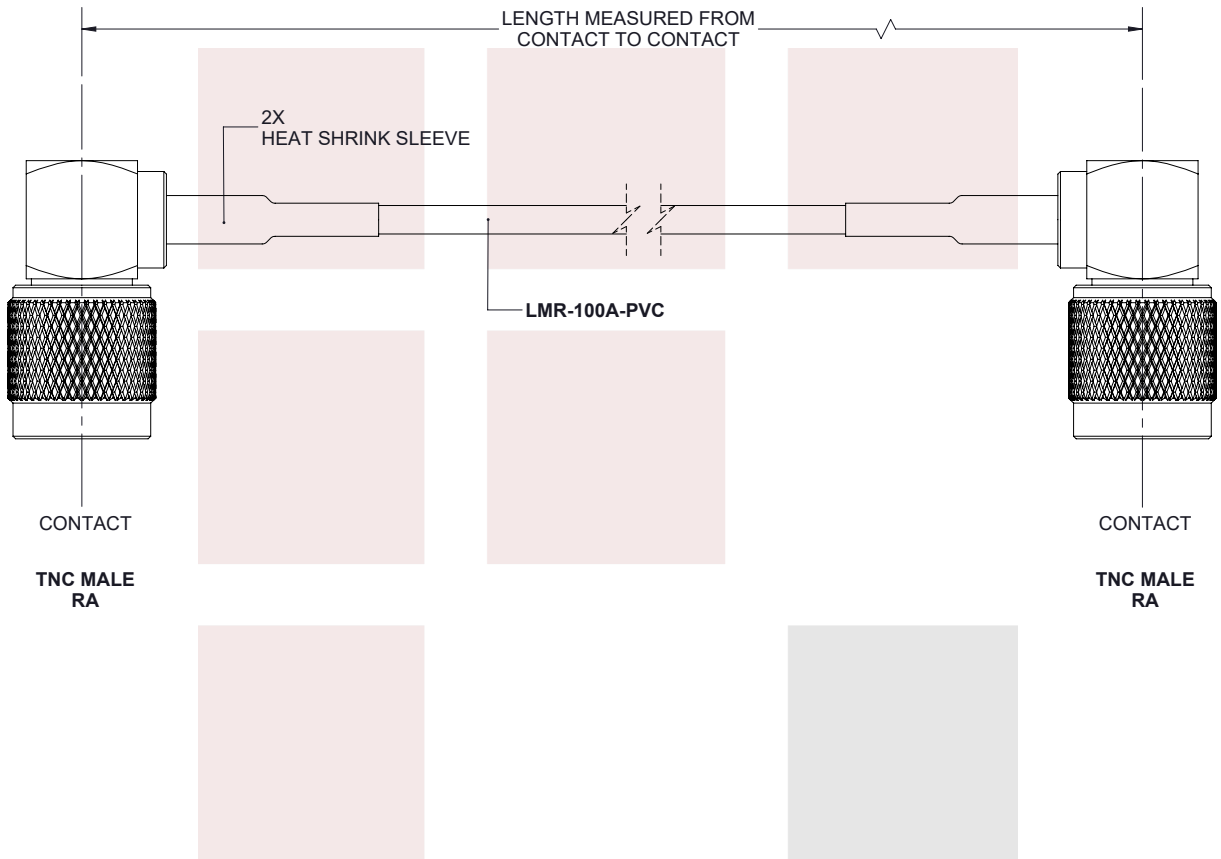 LENGTH MEASURED FROM
CONTACT TO CONTACT
2X
HEAT SHRINK SLEEVE
LMR-100A-PVC
CONTACT
TNC MALE
RA
CONTACT
TNC MALE
RA